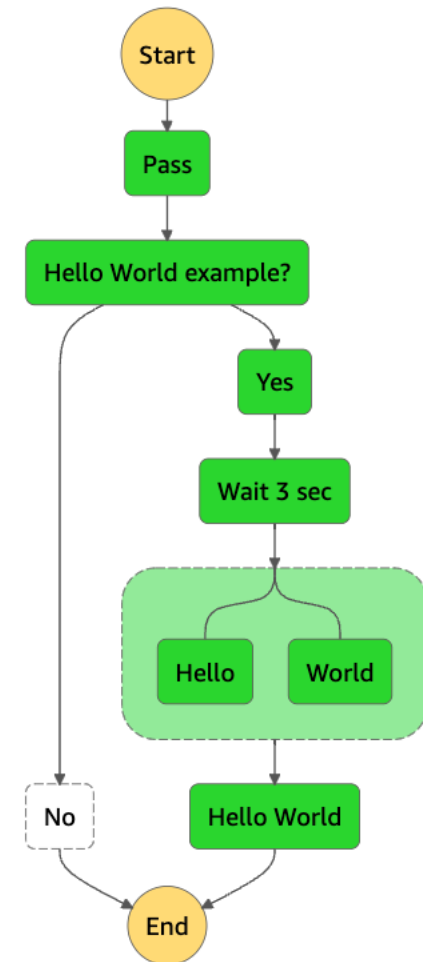 Start
Pass
Hello World example?
Yes
Wait 3 sec
Hello
World
No
Hello World
End